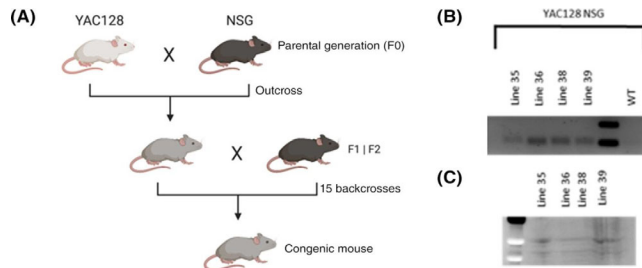 (A)
YAC128
NSG
X
Parental generation (F0)
Outcross
X
F1 | F2
15 backcrosses
Congenic mouse
(B)
YAC128 NSG
Line 35
Line 36
Line 38
Line 39
WT
(C)
Line 35
Line 36
Line 38
Line 39